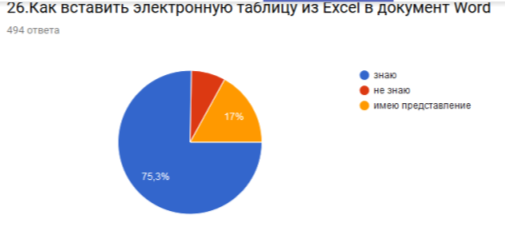 26.Как вставить электронную таблицу из Excel в документ Word
494 ответа
знаю
не знаю
имею представление
17%
75,3%